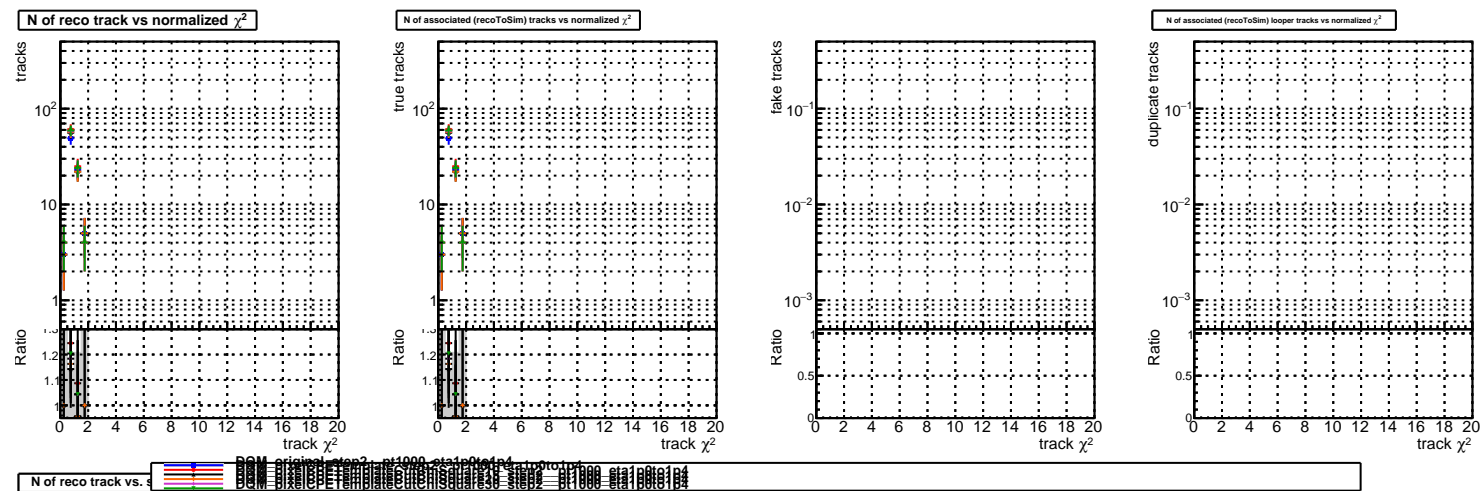 N of reco track vs normalized χ²
N of associated (recoToSim) tracks vs normalized χ²
N of associated (recoToSim) looper tracks vs normalized χ²
tracks
10²
10
1
Ratio
1.3
1.2
1.1
1
0 2 4 6 8 10 12 14 16 18 20
track χ²
true tracks
10²
10
1
Ratio
1.3
1.2
1.1
1
0 2 4 6 8 10 12 14 16 18 20
track χ²
fake tracks
10⁻¹
10⁻²
10⁻³
Ratio
1
0.5
0
0 2 4 6 8 10 12 14 16 18 20
track χ²
duplicate tracks
10⁻¹
10⁻²
10⁻³
Ratio
1
0.5
0
0 2 4 6 8 10 12 14 16 18 20
track χ²
DQM_original_step2__pt1000_eta1p0to1p4
N of reco track vs. s